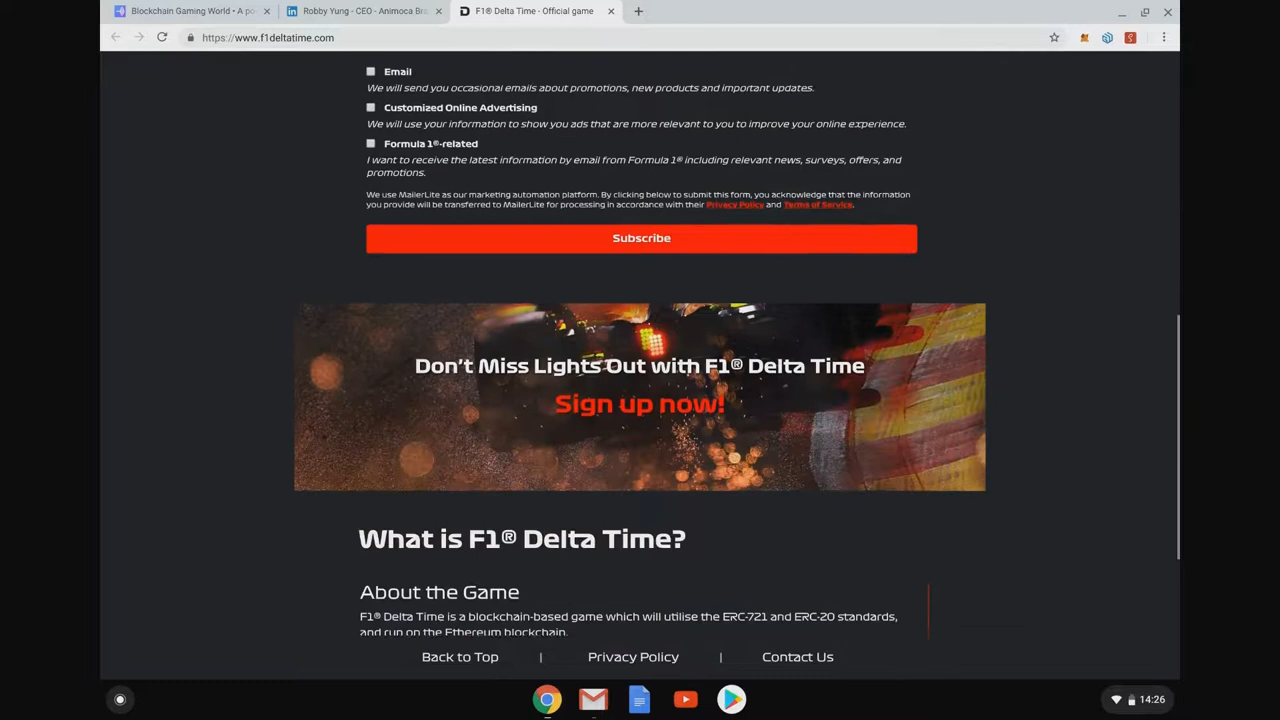 Blockchain Gaming World • A po
Robby Yung - CEO - Animoca Bra
F1® Delta Time - Official game
https://www.f1deltatime.com
Email
We will send you occasional emails about promotions, new products and important updates.
Customized Online Advertising
We will use your information to show you ads that are more relevant to you to improve your online experience.
Formula 1®-related
I want to receive the latest information by email from Formula 1® including relevant news, surveys, offers, and
promotions.
We use MailerLite as our marketing automation platform. By clicking below to submit this form, you acknowledge that the information
you provide will be transferred to MailerLite for processing in accordance with their Privacy Policy and Terms of Service.
Subscribe
Don't Miss Lights Out with F1® Delta Time
Sign up now!
What is F1® Delta Time?
About the Game
F1® Delta Time is a blockchain-based game which will utilise the ERC-721 and ERC-20 standards,
and run on the Ethereum blockchain.
Back to Top | Privacy Policy | Contact Us
14:26